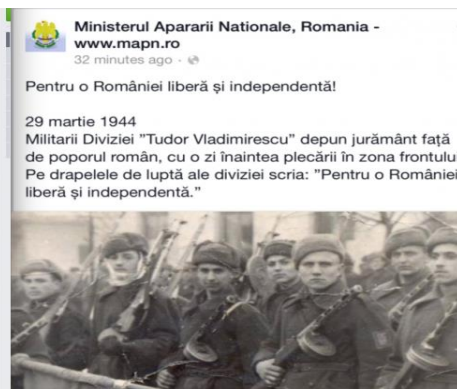 Ministerul Apararii Nationale, Romania -
www.mapn.ro
32 minutes ago ·
Pentru o României liberă și independentă!
29 martie 1944
Militarii Diviziei ”Tudor Vladimirescu” depun jurământ față
de poporul român, cu o zi înaintea plecării în zona frontului
Pe drapelele de luptă ale diviziei scria: ”Pentru o României
liberă și independentă.”